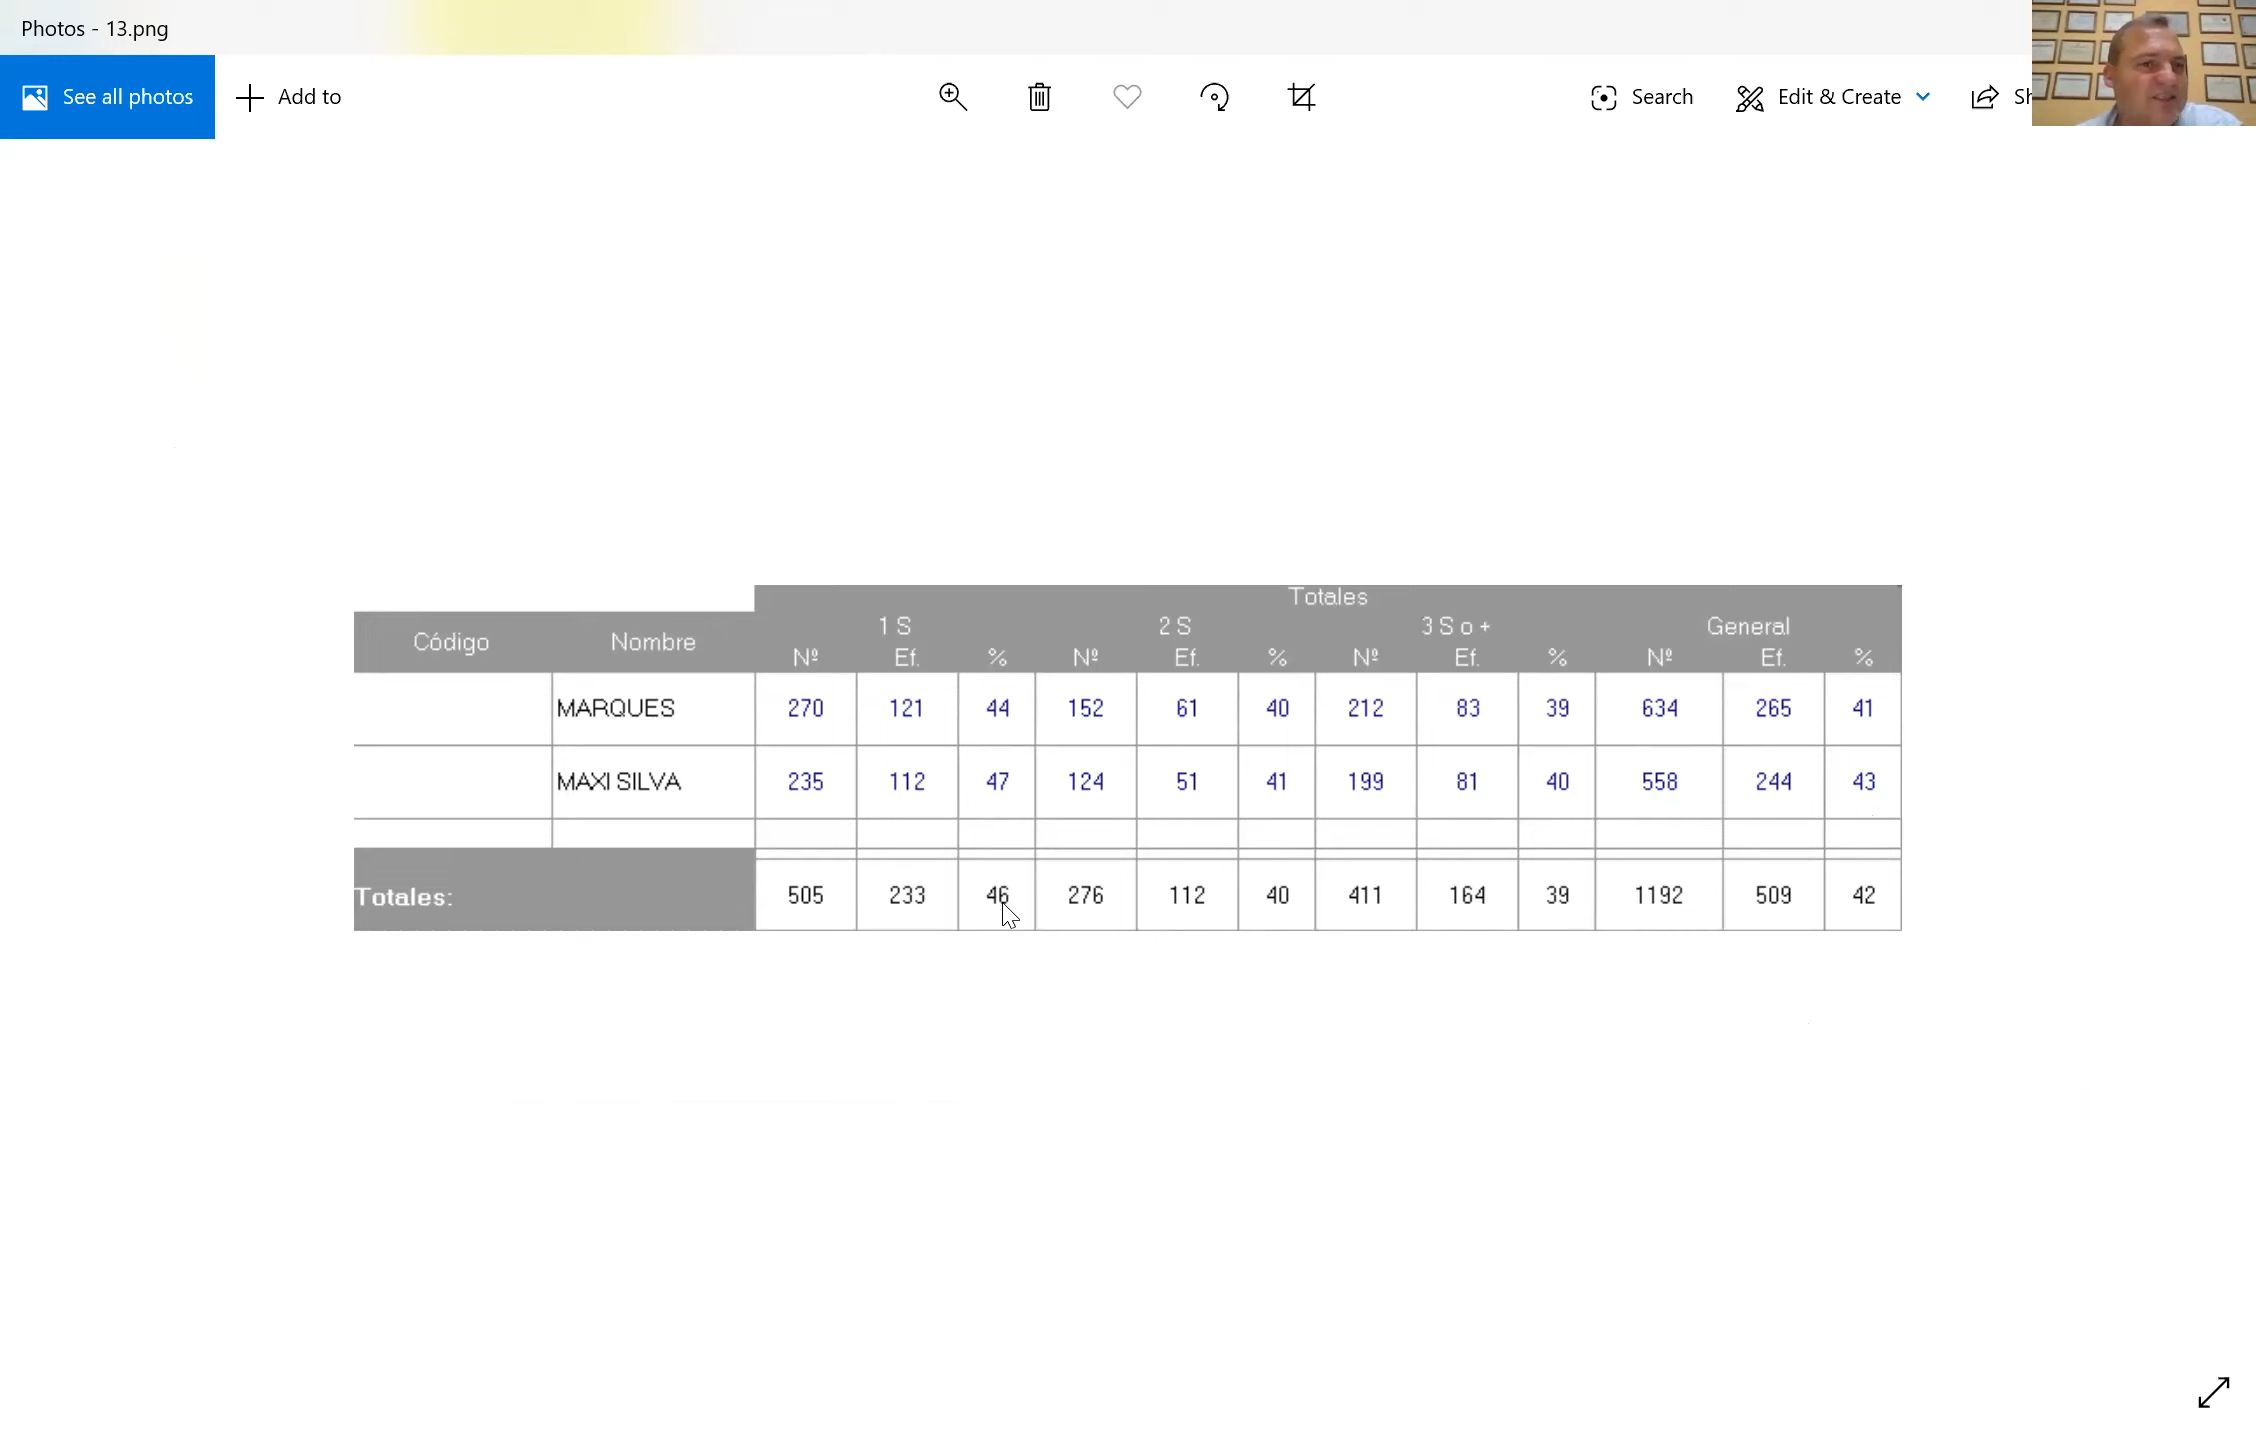 Photos - 13.png
See all photos
Add to
Search
Edit & Create
Totales
1 S 2 S 3 S o + General
Código Nombre Nº Ef. % Nº Ef. % Nº Ef. % Nº Ef. %
MARQUES 270 121 44 152 61 40 212 83 39 634 265 41
MAXI SILVA 235 112 47 124 51 41 199 81 40 558 244 43
Totales: 505 233 46 276 112 40 411 164 39 1192 509 42